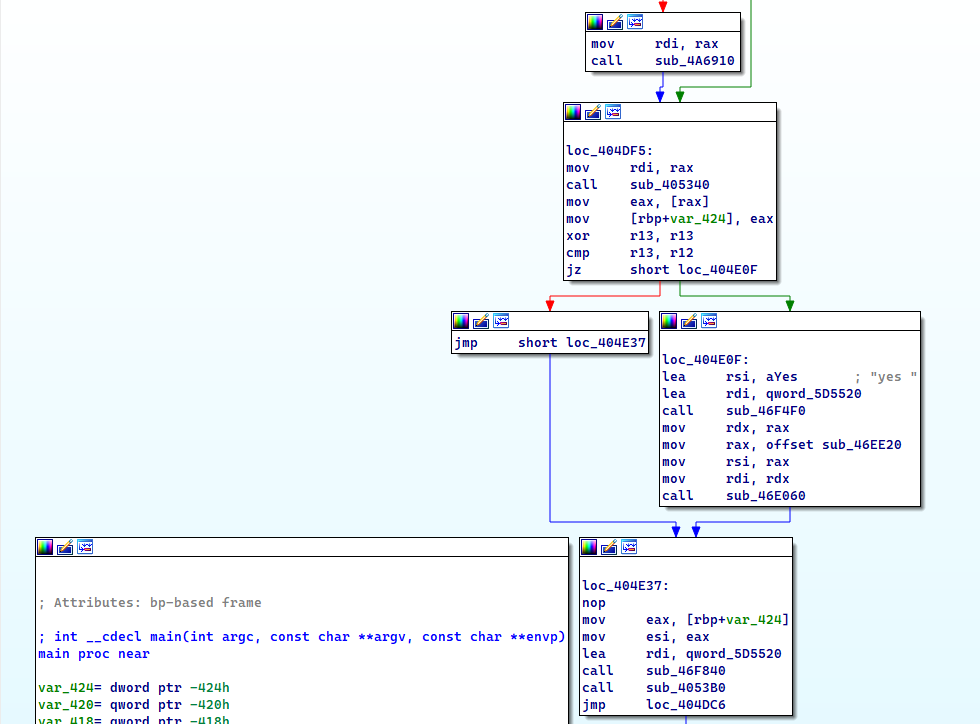 mov rdi, rax
call sub_4A6910
loc_404DF5:
mov rdi, rax
call sub_405340
mov eax, [rax]
mov [rbp+var_424], eax
xor r13, r13
cmp r13, r12
jz short loc_404E0F
jmp short loc_404E37
loc_404E0F:
lea rsi, aYes ; "yes "
lea rdi, qword_5D5520
call sub_46F4F0
mov rdx, rax
mov rax, offset sub_46EE20
mov rsi, rax
mov rdi, rdx
call sub_46E060
; Attributes: bp-based frame
; int __cdecl main(int argc, const char **argv, const char **envp)
main proc near
var_424= dword ptr -424h
var_420= qword ptr -420h
var_418= qword ptr -418h
loc_404E37:
nop
mov eax, [rbp+var_424]
mov esi, eax
lea rdi, qword_5D5520
call sub_46F840
call sub_4053B0
jmp loc_404DC6